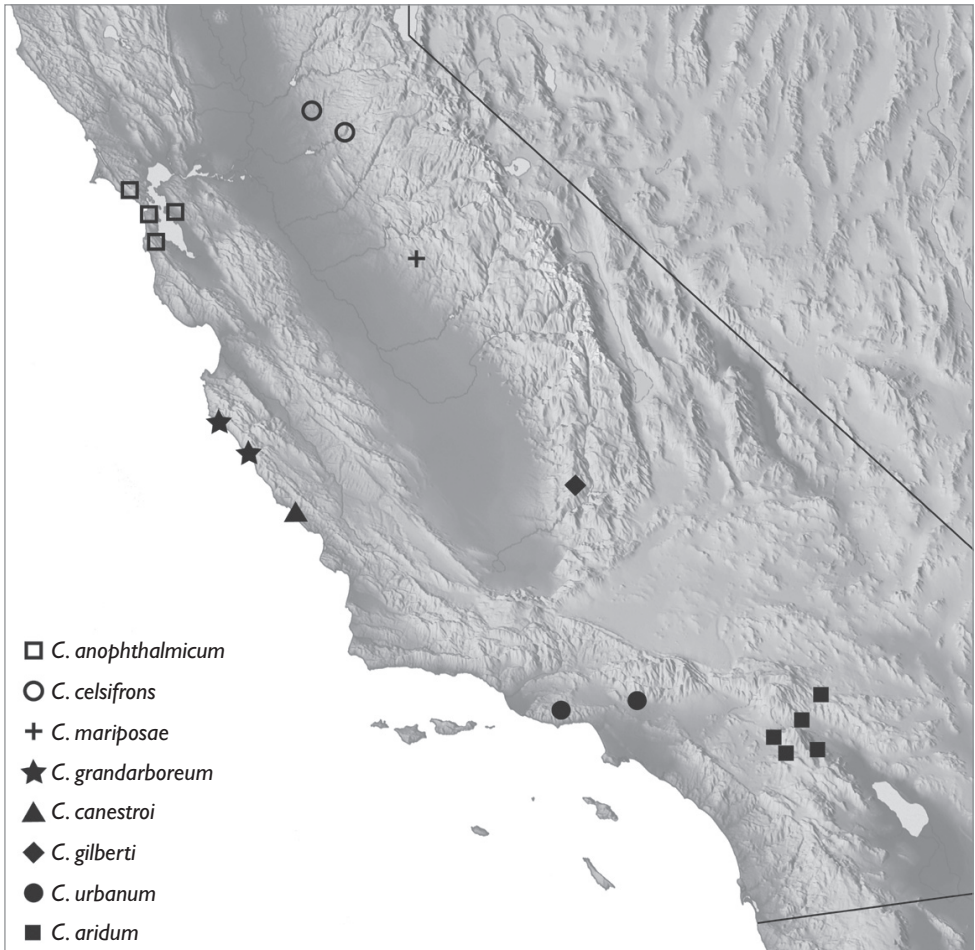 C. anophthalmicum
C. celsifrons
C. mariposae
C. grandarboreum
C. canestroi
C. gilberti
C. urbanum
C. aridum